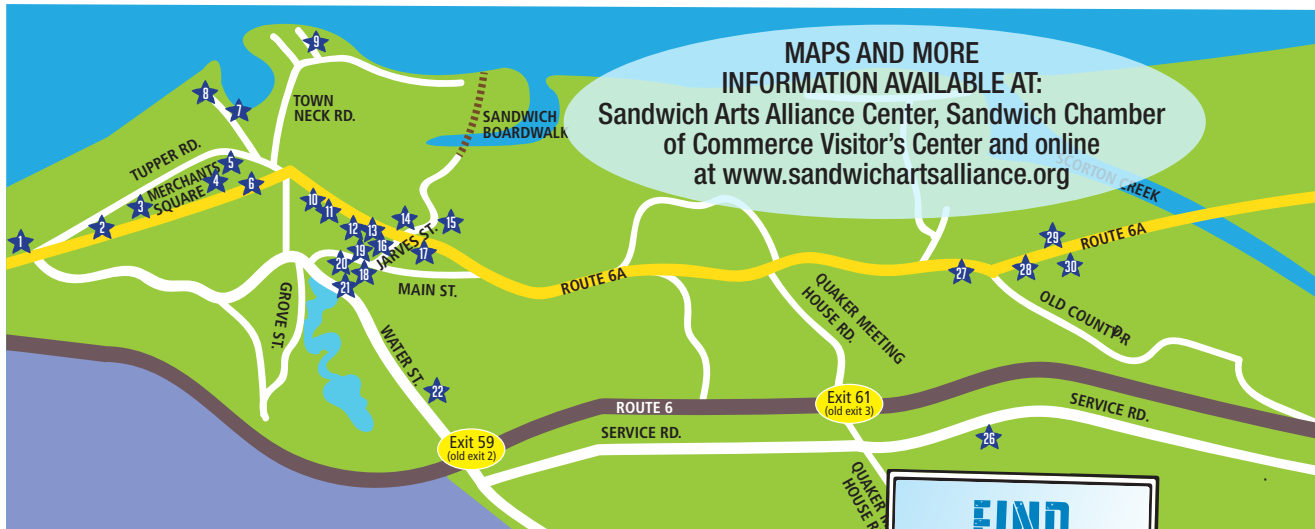 MAPS AND MORE
INFORMATION AVAILABLE AT:
Sandwich Arts Alliance Center, Sandwich Chamber
of Commerce Visitor's Center and online
at www.sandwichartsalliance.org
9
8
7
TOWN
NECK RD.
SANDWICH
BOARDWALK
SCORTON CREEK
TUPPER RD.
MERCHANTS
SQUARE
5
4
6
3
2
1
10
11
12
13
14
15
16
17
19
20
18
21
JARVES ST.
MAIN ST.
GROVE ST.
WATER ST.
22
ROUTE 6A
QUAKER MEETING
HOUSE RD.
27
28
29
30
ROUTE 6A
OLD COUNTY R
D
Exit 59
(old exit 2)
ROUTE 6
SERVICE RD.
Exit 61
(old exit 3)
SERVICE RD.
26
QUAKER M
HOUSE R
FIND